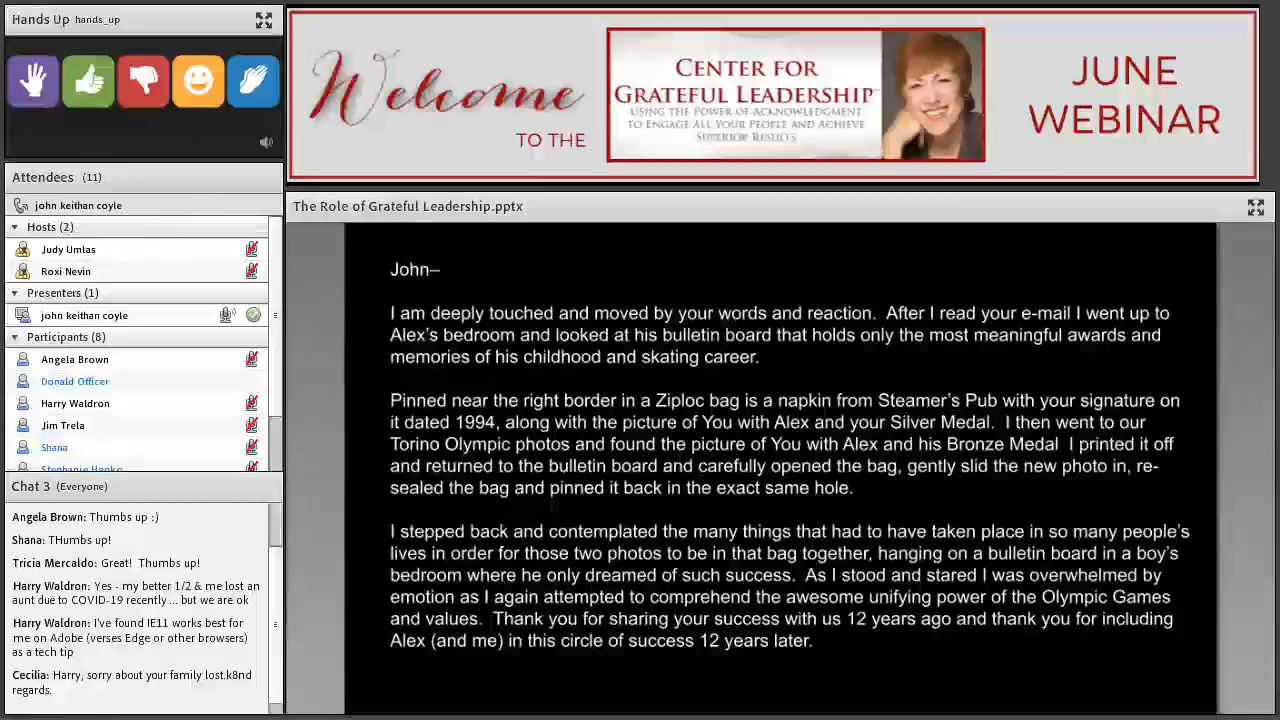 Hands Up hands_up
Welcome
TO THE
CENTER FOR
GRATEFUL LEADERSHIP™
USING THE POWER OF ACKNOWLEDGMENT
TO ENGAGE ALL YOUR PEOPLE AND ACHIEVE
SUPERIOR RESULTS
JUNE
WEBINAR
Attendees (11)
john keithan coyle
Hosts (2)
Judy Umlas
Roxi Nevin
Presenters (1)
john keithan coyle
Participants (8)
Angela Brown
Donald Officer
Harry Waldron
Jim Trela
Shana
Stephanie Hanko
Chat 3 (Everyone)
Angela Brown: Thumbs up :)
Shana: THumbs up!
Tricia Mercaldo: Great! Thumbs up!
Harry Waldron: Yes - my better 1/2 & me lost an
aunt due to COVID-19 recently ... but we are ok
Harry Waldron: I've found IE11 works best for
me on Adobe (verses Edge or other browsers)
as a tech tip
Cecilia: Harry, sorry about your family lost.k8nd
regards.
The Role of Grateful Leadership.pptx
John–
I am deeply touched and moved by your words and reaction. After I read your e-mail I went up to
Alex's bedroom and looked at his bulletin board that holds only the most meaningful awards and
memories of his childhood and skating career.
Pinned near the right border in a Ziploc bag is a napkin from Steamer's Pub with your signature on
it dated 1994, along with the picture of You with Alex and your Silver Medal. I then went to our
Torino Olympic photos and found the picture of You with Alex and his Bronze Medal I printed it off
and returned to the bulletin board and carefully opened the bag, gently slid the new photo in, re-
sealed the bag and pinned it back in the exact same hole.
I stepped back and contemplated the many things that had to have taken place in so many people's
lives in order for those two photos to be in that bag together, hanging on a bulletin board in a boy's
bedroom where he only dreamed of such success. As I stood and stared I was overwhelmed by
emotion as I again attempted to comprehend the awesome unifying power of the Olympic Games
and values. Thank you for sharing your success with us 12 years ago and thank you for including
Alex (and me) in this circle of success 12 years later.